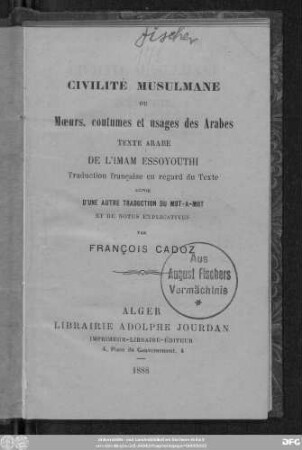 Fischer
CIVILITÉ MUSULMANE
OU
Mœurs, coutumes et usages des Arabes
TEXTE ARABE
DE L'IMAM ESSOYOUTHI
Traduction française en regard du Texte
SUIVIE
D'UNE AUTRE TRADUCTION DU MOT-A-MOT
ET DE NOTES EXPLICATIVES
PAR
FRANÇOIS CADOZ
Aus
August Fischers
Vermächtnis
ALGER
LIBRAIRIE ADOLPHE JOURDAN
IMPRIMEUR-LIBRAIRE-ÉDITEUR
4, Place du Gouvernement, 4
1888
DFG